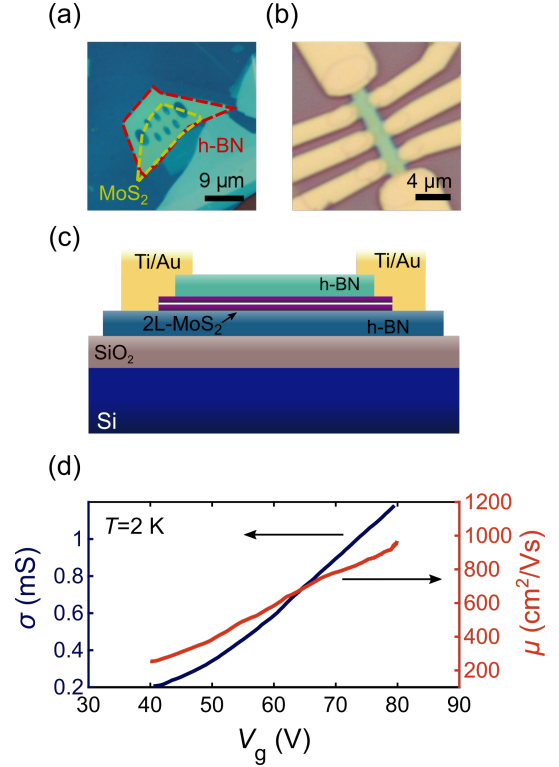 (a)
(b)
h-BN
MoS₂
9 μm
4 μm
(c)
Ti/Au
Ti/Au
h-BN
2L-MoS₂
h-BN
SiO₂
Si
(d)
T=2 K
σ (mS)
1
0.8
0.6
0.4
0.2
1200
1000
800
600
400
200
μ (cm²/Vs)
30 40 50 60 70 80 90
Vg (V)